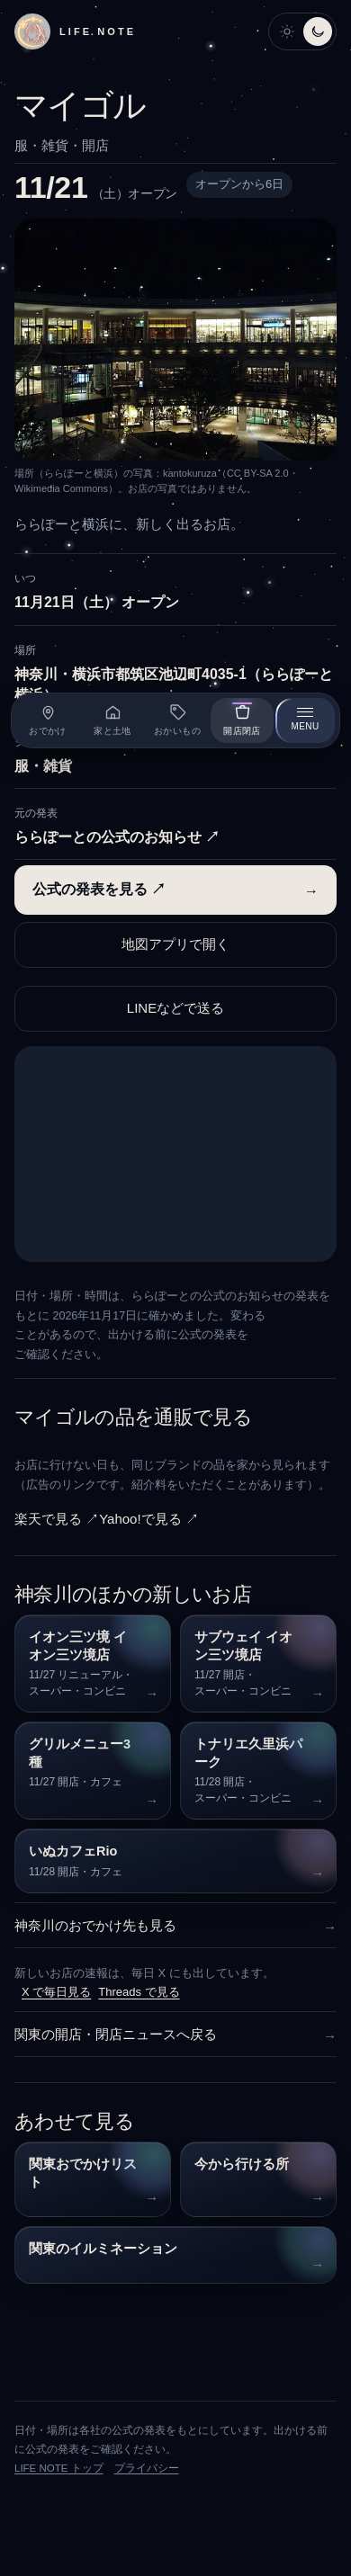 LIFE.NOTE
マイゴル
服・雑貨・開店
11/21 （土）オープン オープンから6日
場所（ららぽーと横浜）の写真：kantokuruza（CC BY-SA 2.0・
Wikimedia Commons）。お店の写真ではありません。
ららぽーと横浜に、新しく出るお店。
いつ
11月21日（土） オープン
場所
神奈川・横浜市都筑区池辺町4035-1（ららぽーと
おでかけ
家と土地
おかいもの
開店閉店
MENU
服・雑貨
元の発表
ららぽーとの公式のお知らせ ↗
公式の発表を見る ↗ →
地図アプリで開く
LINEなどで送る
日付・場所・時間は、ららぽーとの公式のお知らせの発表を
もとに 2026年11月17日に確かめました。変わる
ことがあるので、出かける前に公式の発表を
ご確認ください。
マイゴルの品を通販で見る
お店に行けない日も、同じブランドの品を家から見られます
（広告のリンクです。紹介料をいただくことがあります）。
楽天で見る ↗Yahoo!で見る ↗
神奈川のほかの新しいお店
イオン三ツ境 イ
オン三ツ境店
11/27 リニューアル・
スーパー・コンビニ →
サブウェイ イオ
ン三ツ境店
11/27 開店・
スーパー・コンビニ →
グリルメニュー3
種
11/27 開店・カフェ
→
トナリエ久里浜パ
ーク
11/28 開店・
スーパー・コンビニ →
いぬカフェRio
11/28 開店・カフェ →
神奈川のおでかけ先も見る →
新しいお店の速報は、毎日 X にも出しています。
X で毎日見る Threads で見る
関東の開店・閉店ニュースへ戻る →
あわせて見る
関東おでかけリス
ト
→
今から行ける所
→
関東のイルミネーション
→
日付・場所は各社の公式の発表をもとにしています。出かける前
に公式の発表をご確認ください。
LIFE NOTE トップ プライバシー